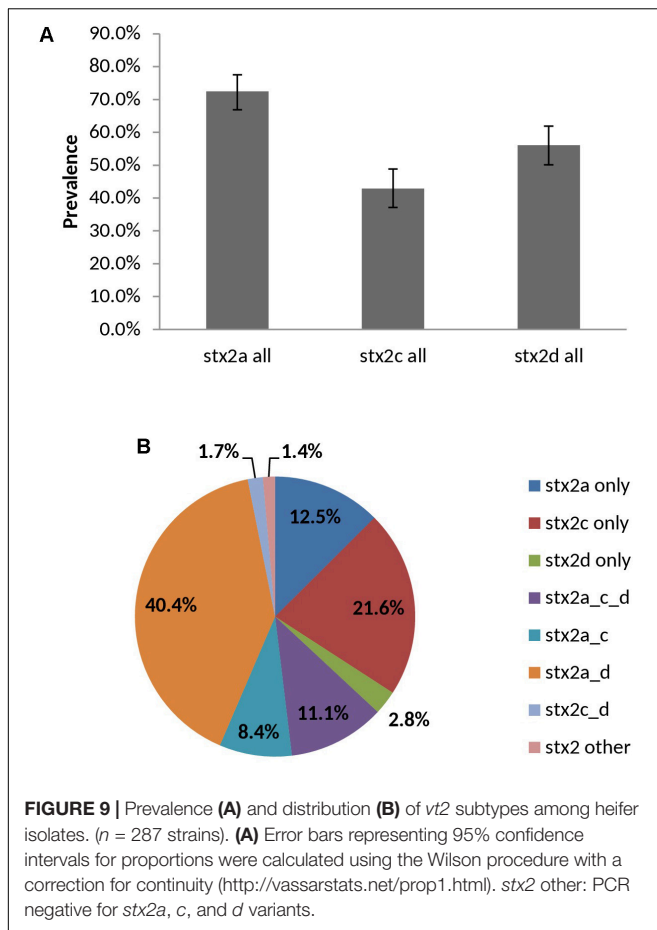 A
90.0%
80.0%
70.0%
60.0%
50.0%
40.0%
30.0%
20.0%
10.0%
0.0%
Prevalence
stx2a all stx2c all stx2d all
B
1.7% 1.4%
12.5%
21.6%
2.8%
11.1%
8.4%
40.4%
stx2a only
stx2c only
stx2d only
stx2a_c_d
stx2a_c
stx2a_d
stx2c_d
stx2 other
FIGURE 9 | Prevalence (A) and distribution (B) of vt2 subtypes among heifer
isolates. (n = 287 strains). (A) Error bars representing 95% confidence
intervals for proportions were calculated using the Wilson procedure with a
correction for continuity (http://vassarstats.net/prop1.html). stx2 other: PCR
negative for stx2a, c, and d variants.